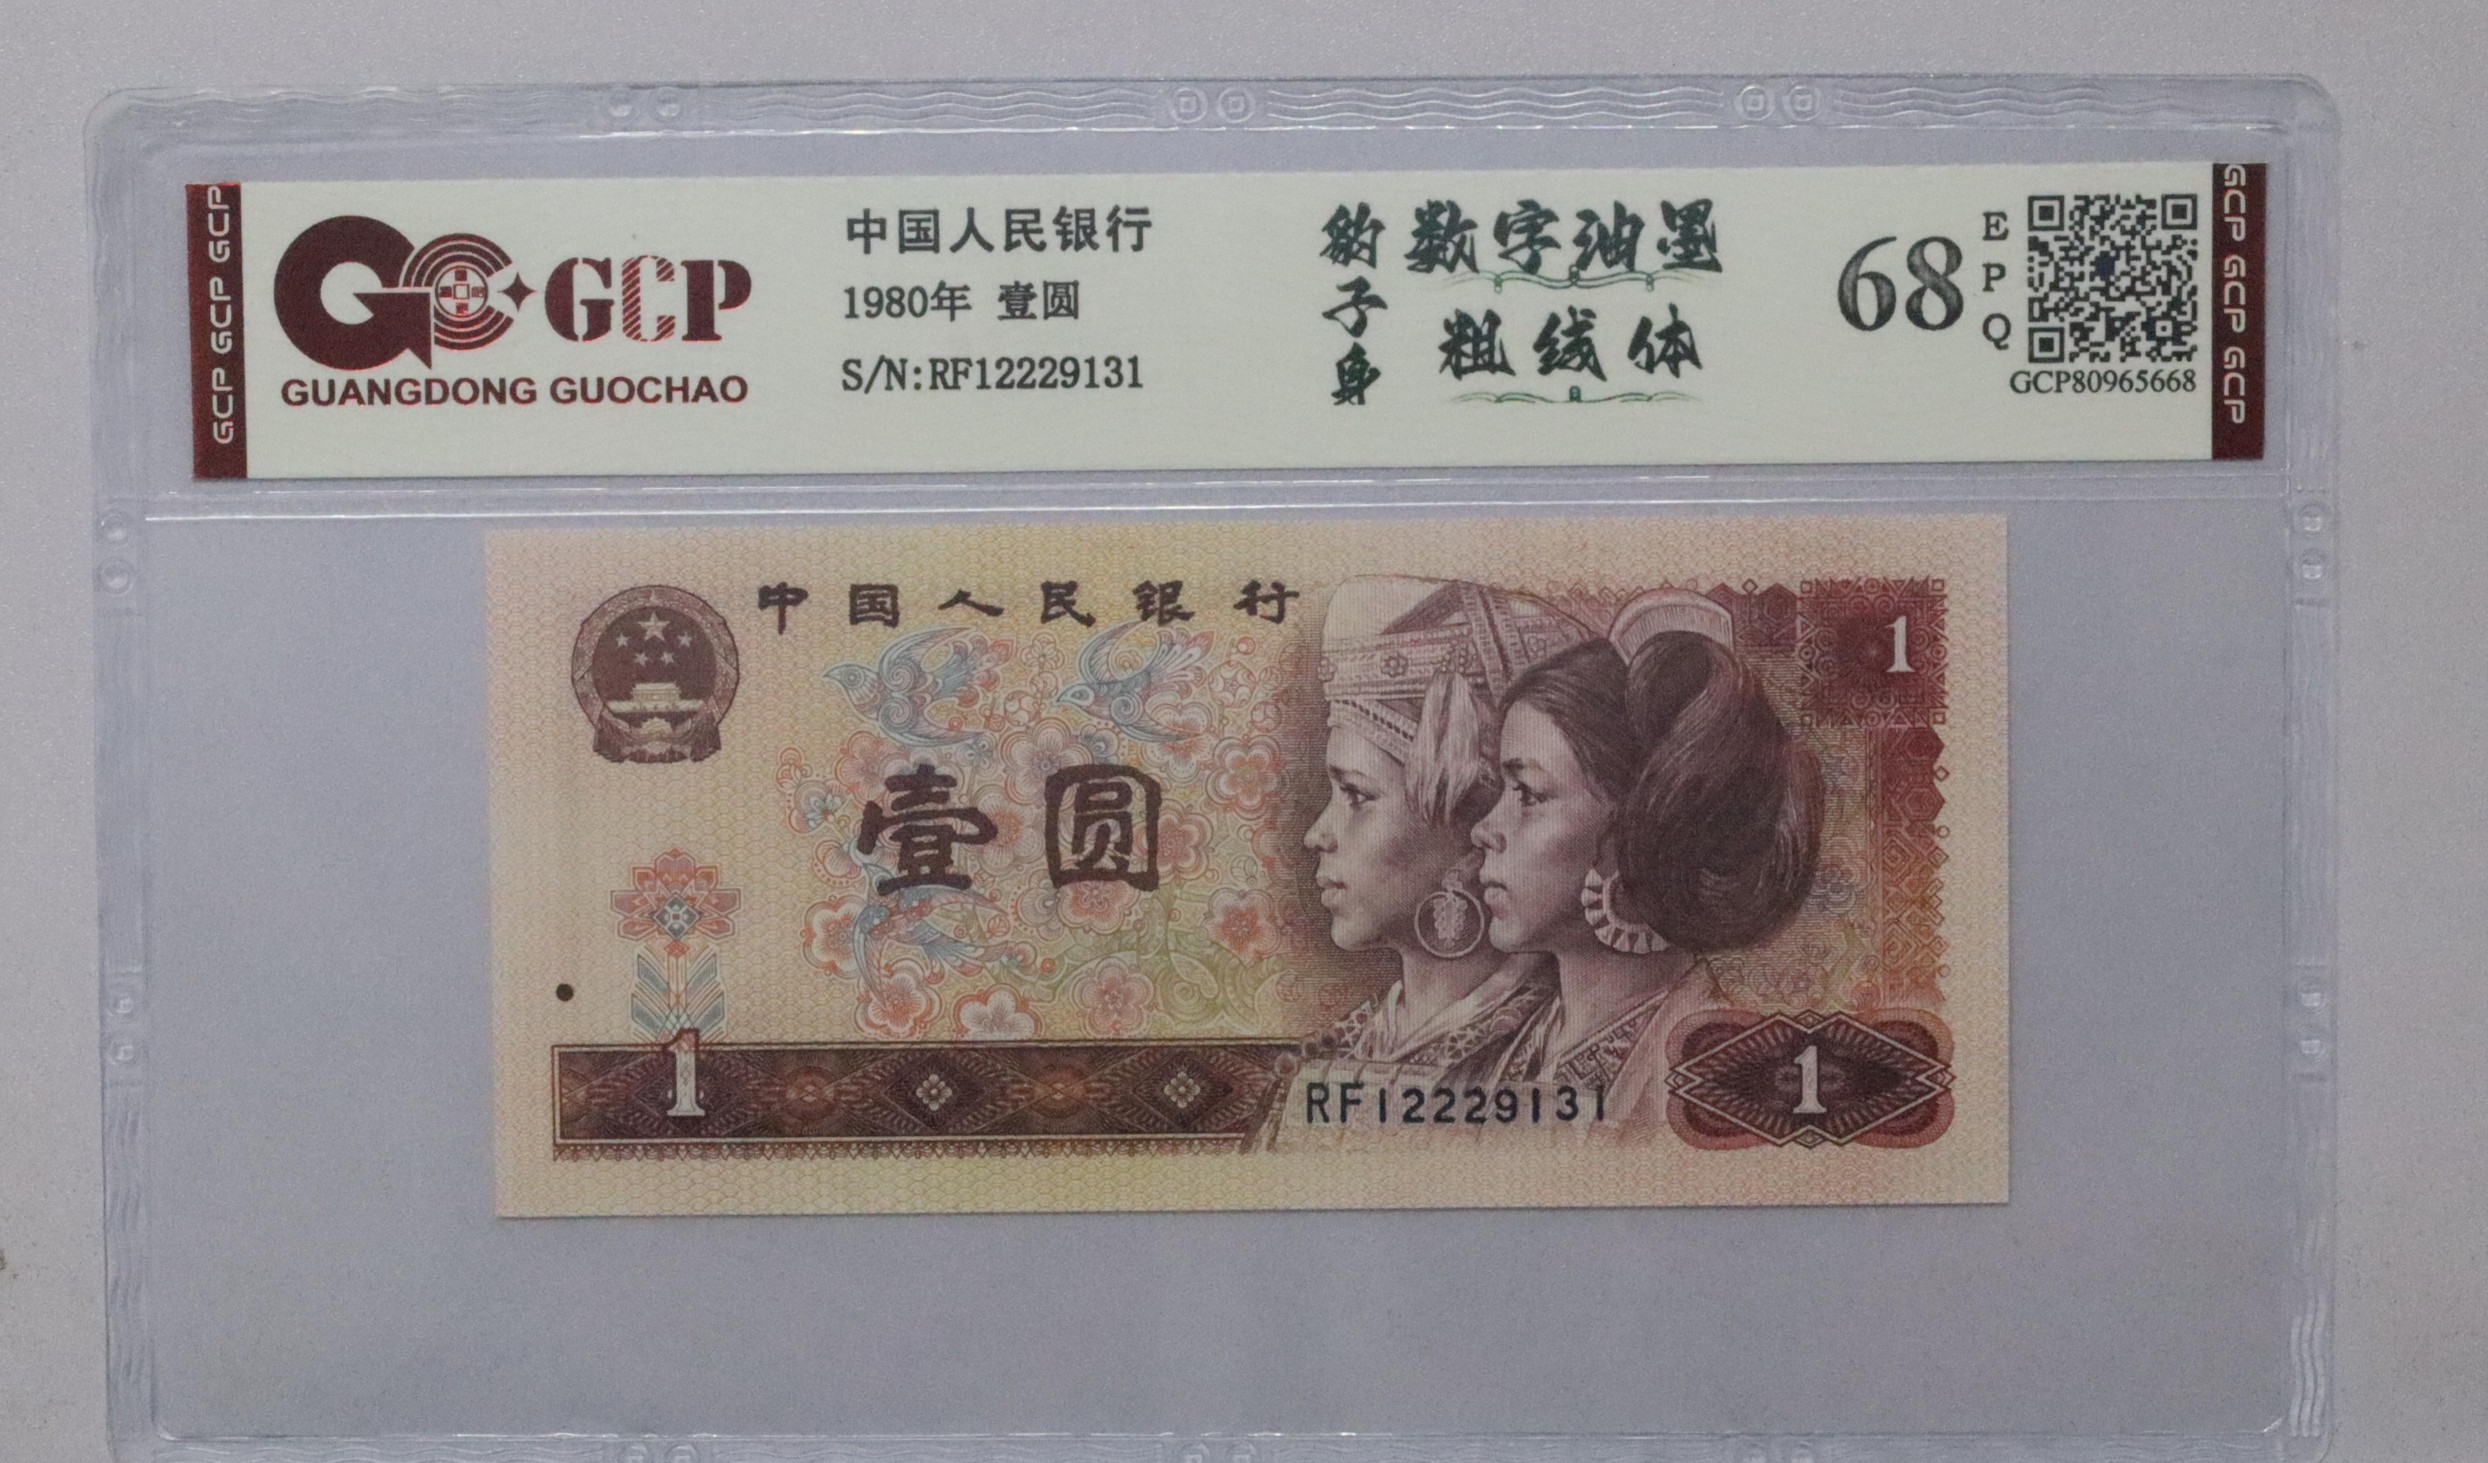 GCP GCP GCP
GCP
GUANGDONG GUOCHAO
中国人民银行
1980年 壹圆
S/N:RF12229131
豹子身
数字油墨
粗线体
68
EPQ
GCP80965668
GCP GCP GCP
中国人民银行
1
壹圆
1
RF12229131
1